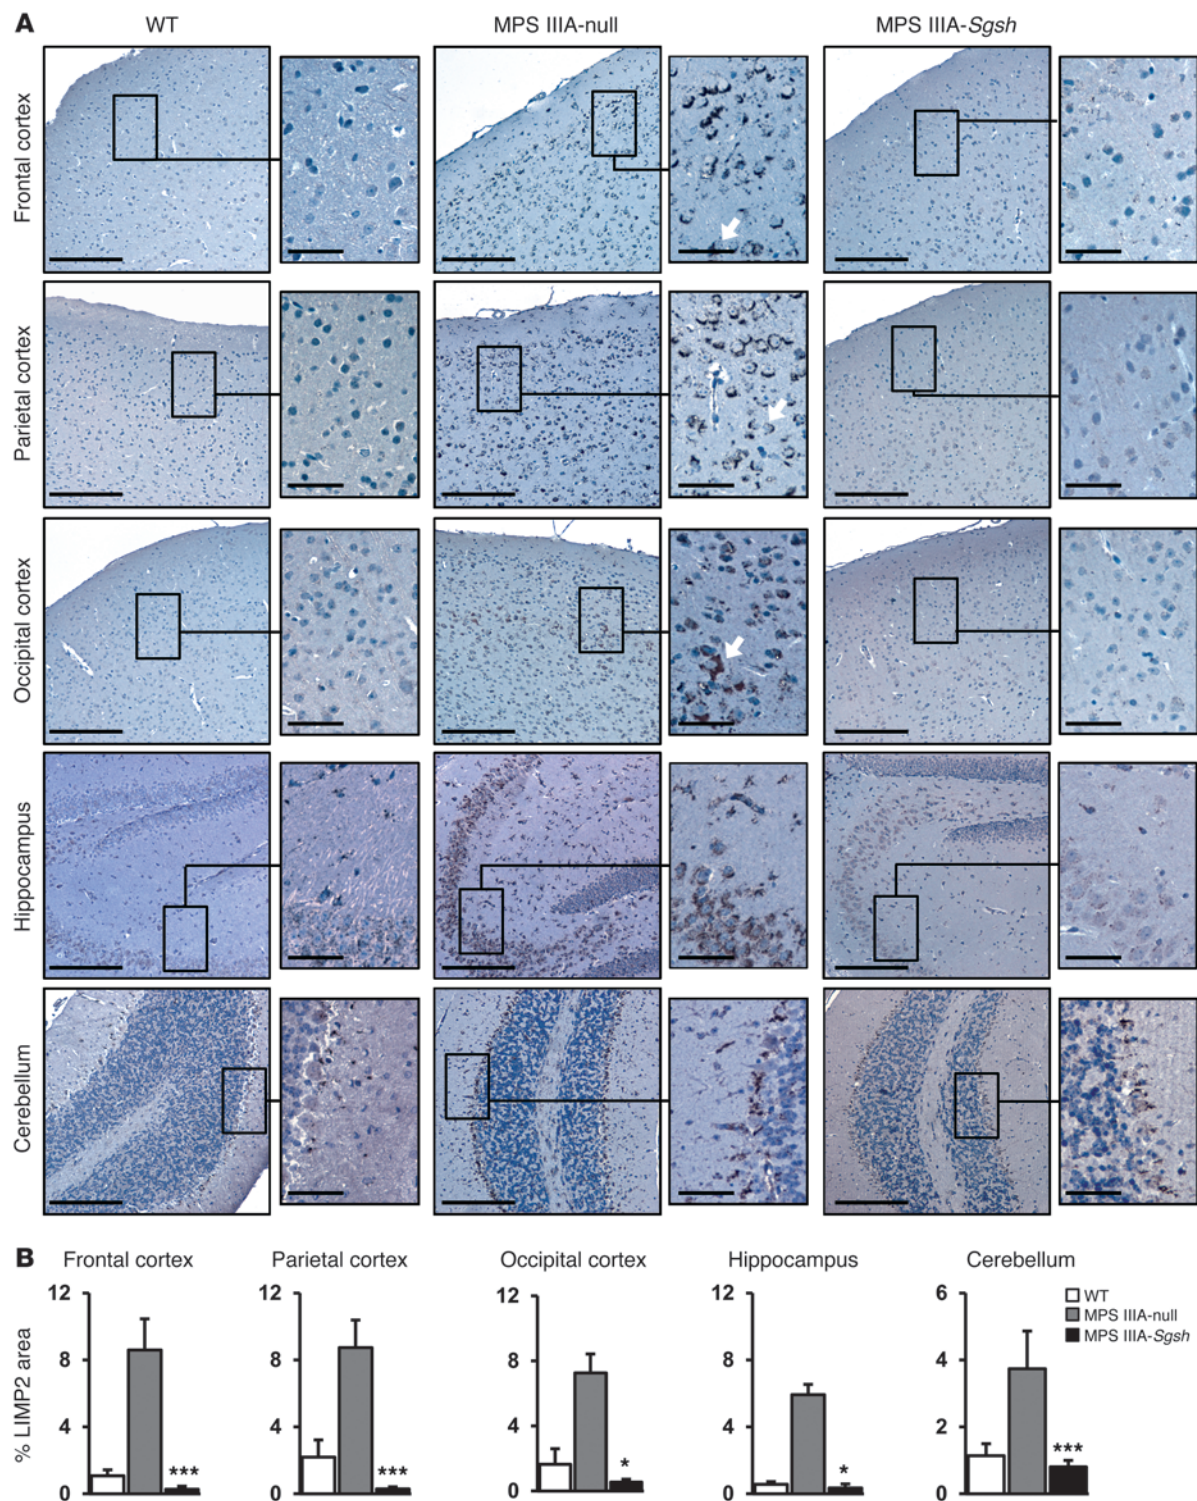 A
WT
MPS IIIA-null
MPS IIIA-Sgsh
Frontal cortex
Parietal cortex
Occipital cortex
Hippocampus
Cerebellum
B
Frontal cortex
Parietal cortex
Occipital cortex
Hippocampus
Cerebellum
% LIMP2 area
12
8
4
0
***
12
8
4
0
***
12
8
4
0
*
12
8
4
0
*
6
4
2
0
***
WT
MPS IIIA-null
MPS IIIA-Sgsh